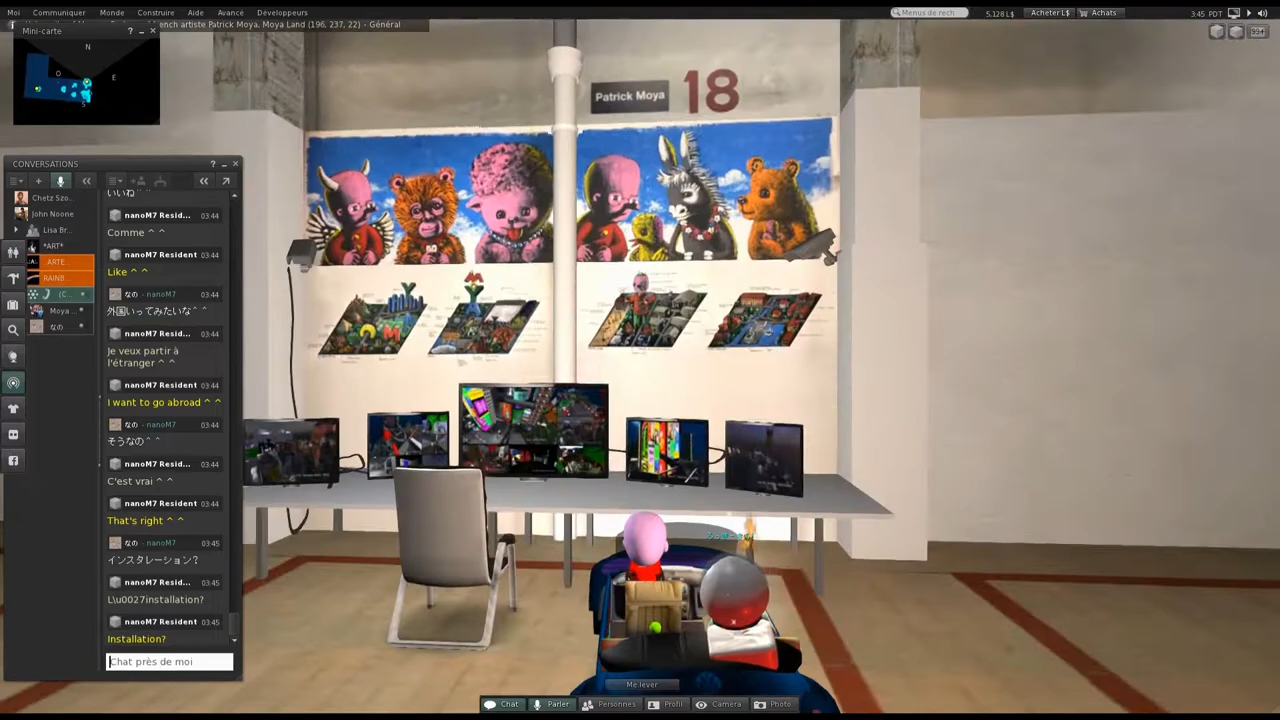 Moi Communiquer Monde Construire Aide Avancé Développeurs
Menus de rech
5,128 L$ Acheter L$ Achats
3:45 PDT
French artiste Patrick Moya, Moya Land (196, 237, 22) - Général
99+
Mini-carte ? _ ×
N
O E
S
Patrick Moya 18
CONVERSATIONS ? _ ×
Chetz Szo...
John Noone
Lisa Br...
*ART*
ARTE...
RAINB...
(C...
Moya ...
なの
いいね^^
nanoM7 Resid... 03:44
Comme ^ ^
nanoM7 Resident 03:44
Like ^ ^
なの - nanoM7 03:44
外国いってみたいな^^
nanoM7 Resid... 03:44
Je veux partir à
l'étranger ^ ^
nanoM7 Resident 03:44
I want to go abroad ^ ^
なの - nanoM7 03:44
そうなの^^
nanoM7 Resid... 03:44
C'est vrai ^ ^
nanoM7 Resident 03:44
That's right ^ ^
なの - nanoM7 03:45
インスタレーション?
nanoM7 Resid... 03:45
L\u0027installation?
nanoM7 Resident 03:45
Installation?
Chat près de moi
Me lever
Chat Parler Personnes Profil Caméra Photo